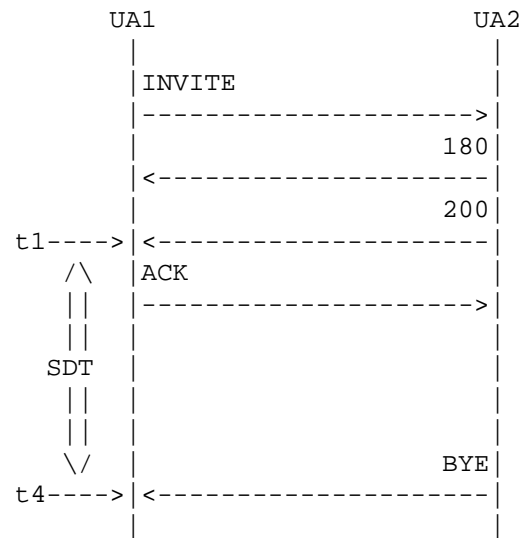 UA1                 UA2
 |                   |
 |INVITE             |
 |------------------>|
 |                180|
 |<------------------|
 |                200|
t1---->|<------------------|
/\     |ACK                |
||     |------------------>|
||     |                   |
SDT    |                   |
||     |                   |
||     |                   |
\/     |                BYE|
t4---->|<------------------|
       |                   |